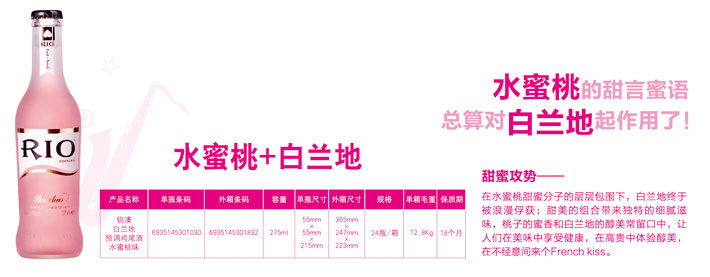 RIO
RIO
水蜜桃+白兰地
产品名称 单瓶条码 外箱条码 容量 单瓶尺寸 外箱尺寸 规格 单箱毛重 保质期
锐澳
白兰地
预调鸡尾酒
水蜜桃味
6935145301030
6935145301832
275ml
55mm
×
55mm
×
215mm
365mm
×
247mm
×
223mm
24瓶/箱
12.8Kg
18个月
水蜜桃的甜言蜜语
总算对白兰地起作用了!
甜蜜攻势——
在水蜜桃甜蜜分子的层层包围下，白兰地终于
被浪漫俘获；甜美的组合带来独特的细腻滋
味，桃子的蜜香和白兰地的醇美常留口中，让
人们在美味中享受健康，在高贵中体验醇美，
在不经意间来个French kiss。